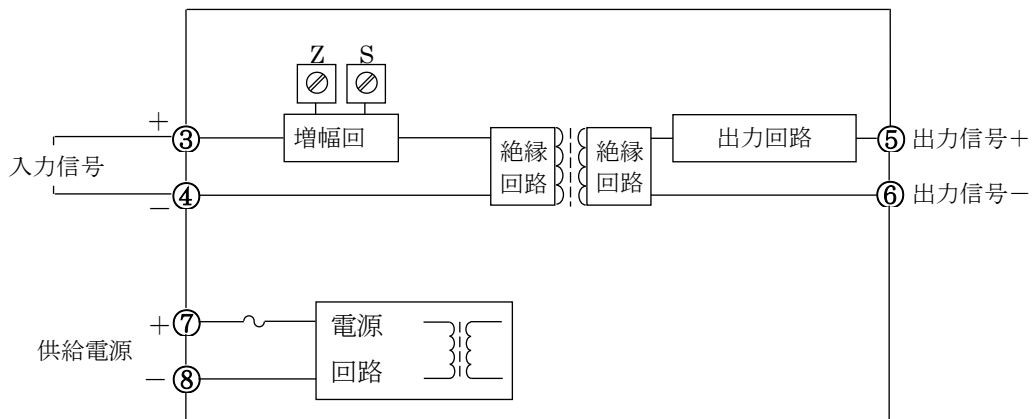 Z S
+
③ 増幅回 絶縁回路 絶縁回路 出力回路 ⑤ 出力信号+
入力信号
④ ⑥ 出力信号-
-
+ ⑦ 電源
供給電源 回路
- ⑧